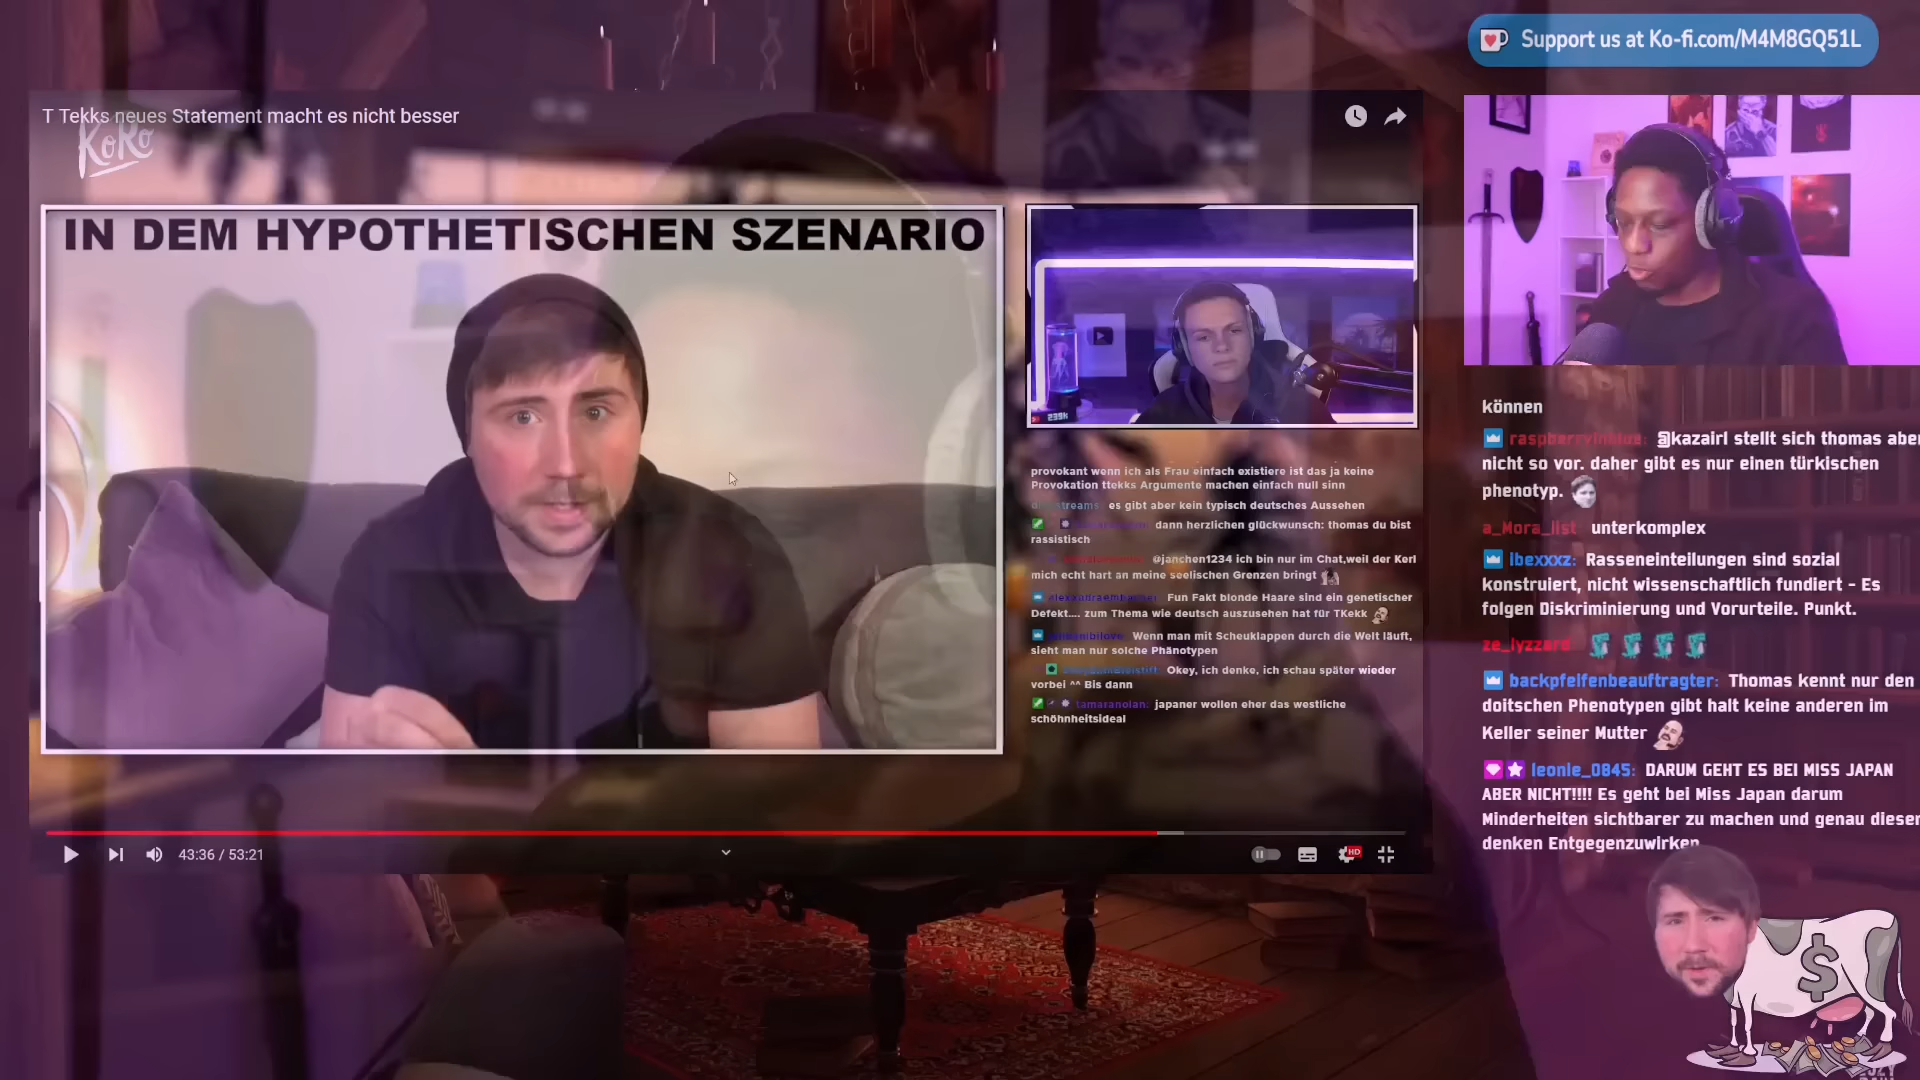 Support us at Ko-fi.com/M4M8GQ51L
T Tekks neues Statement macht es nicht besser
KoRo
IN DEM HYPOTHETISCHEN SZENARIO
239k
provokant wenn ich als Frau einfach existiere ist das ja keine
Provokation ttekks Argumente machen einfach null sinn
es gibt aber kein typisch deutsches Aussehen
dann herzlichen glückwunsch: thomas du bist
rassistisch
@janchen1234 ich bin nur im Chat,weil der Kerl
mich echt hart an meine seelischen Grenzen bringt
Fun Fakt blonde Haare sind ein genetischer
Defekt.... zum Thema wie deutsch auszusehen hat für TKekk
Wenn man mit Scheuklappen durch die Welt läuft,
sieht man nur solche Phänotypen
Okey, ich denke, ich schau später wieder
vorbei ^^ Bis dann
tamaranolan: japaner wollen eher das westliche
schöhnheitsideal
43:36 / 53:21
HD
können
raspberryinblue: @kazairl stellt sich thomas aber
nicht so vor. daher gibt es nur einen türkischen
phenotyp.
a_Mora_list unterkomplex
ibexxxz: Rasseneinteilungen sind sozial
konstruiert, nicht wissenschaftlich fundiert - Es
folgen Diskriminierung und Vorurteile. Punkt.
ze_lyzzard
backpfeifenbeauftragter: Thomas kennt nur den
doitschen Phenotypen gibt halt keine anderen im
Keller seiner Mutter
leonie_0845: DARUM GEHT ES BEI MISS JAPAN
ABER NICHT!!!! Es geht bei Miss Japan darum
Minderheiten sichtbarer zu machen und genau diesen
denken Entgegenzuwirken
$